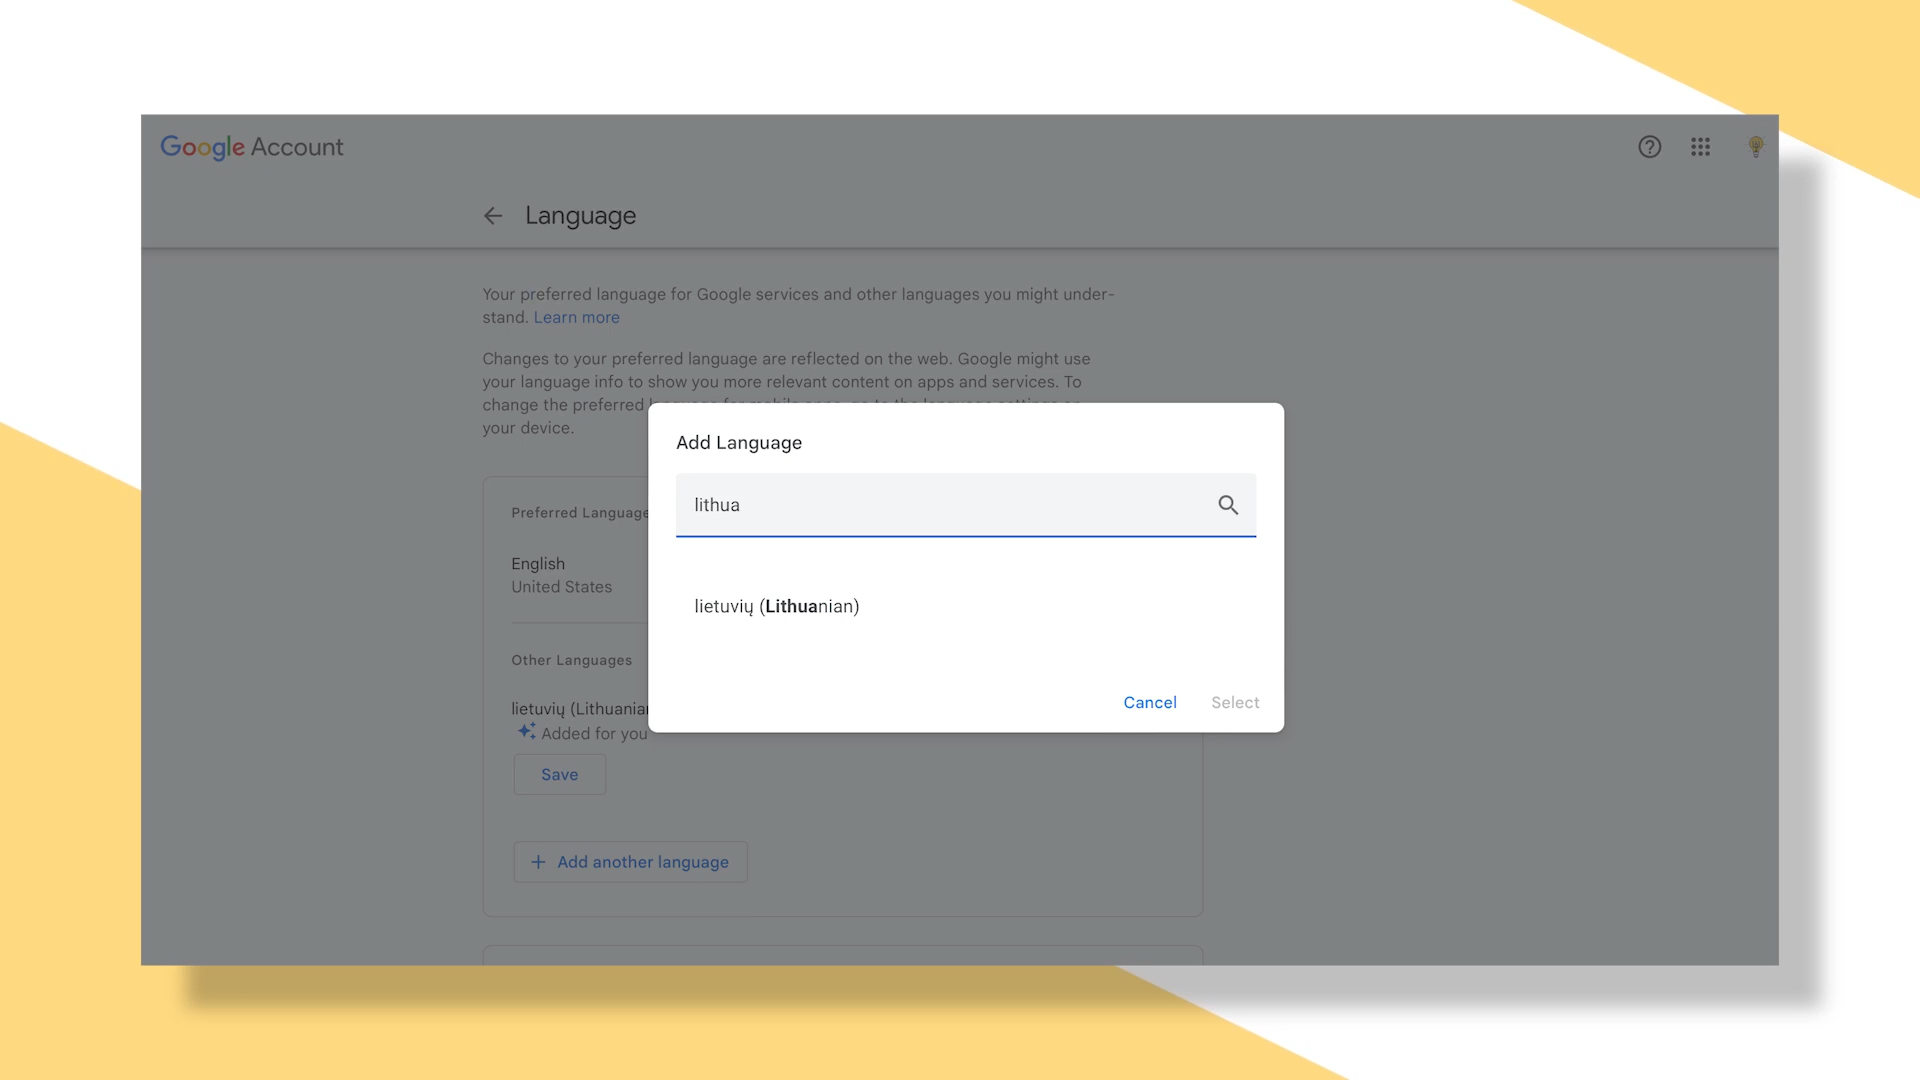 Google Account
Language
Your preferred language for Google services and other languages you might under-
stand. Learn more
Changes to your preferred language are reflected on the web. Google might use
your language info to show you more relevant content on apps and services. To
change the preferred
your device.
Add Language
lithua
lietuvių (Lithuanian)
Cancel
Select
Preferred Language
English
United States
Other Languages
lietuvių (Lithuania
Added for you
Save
+ Add another language